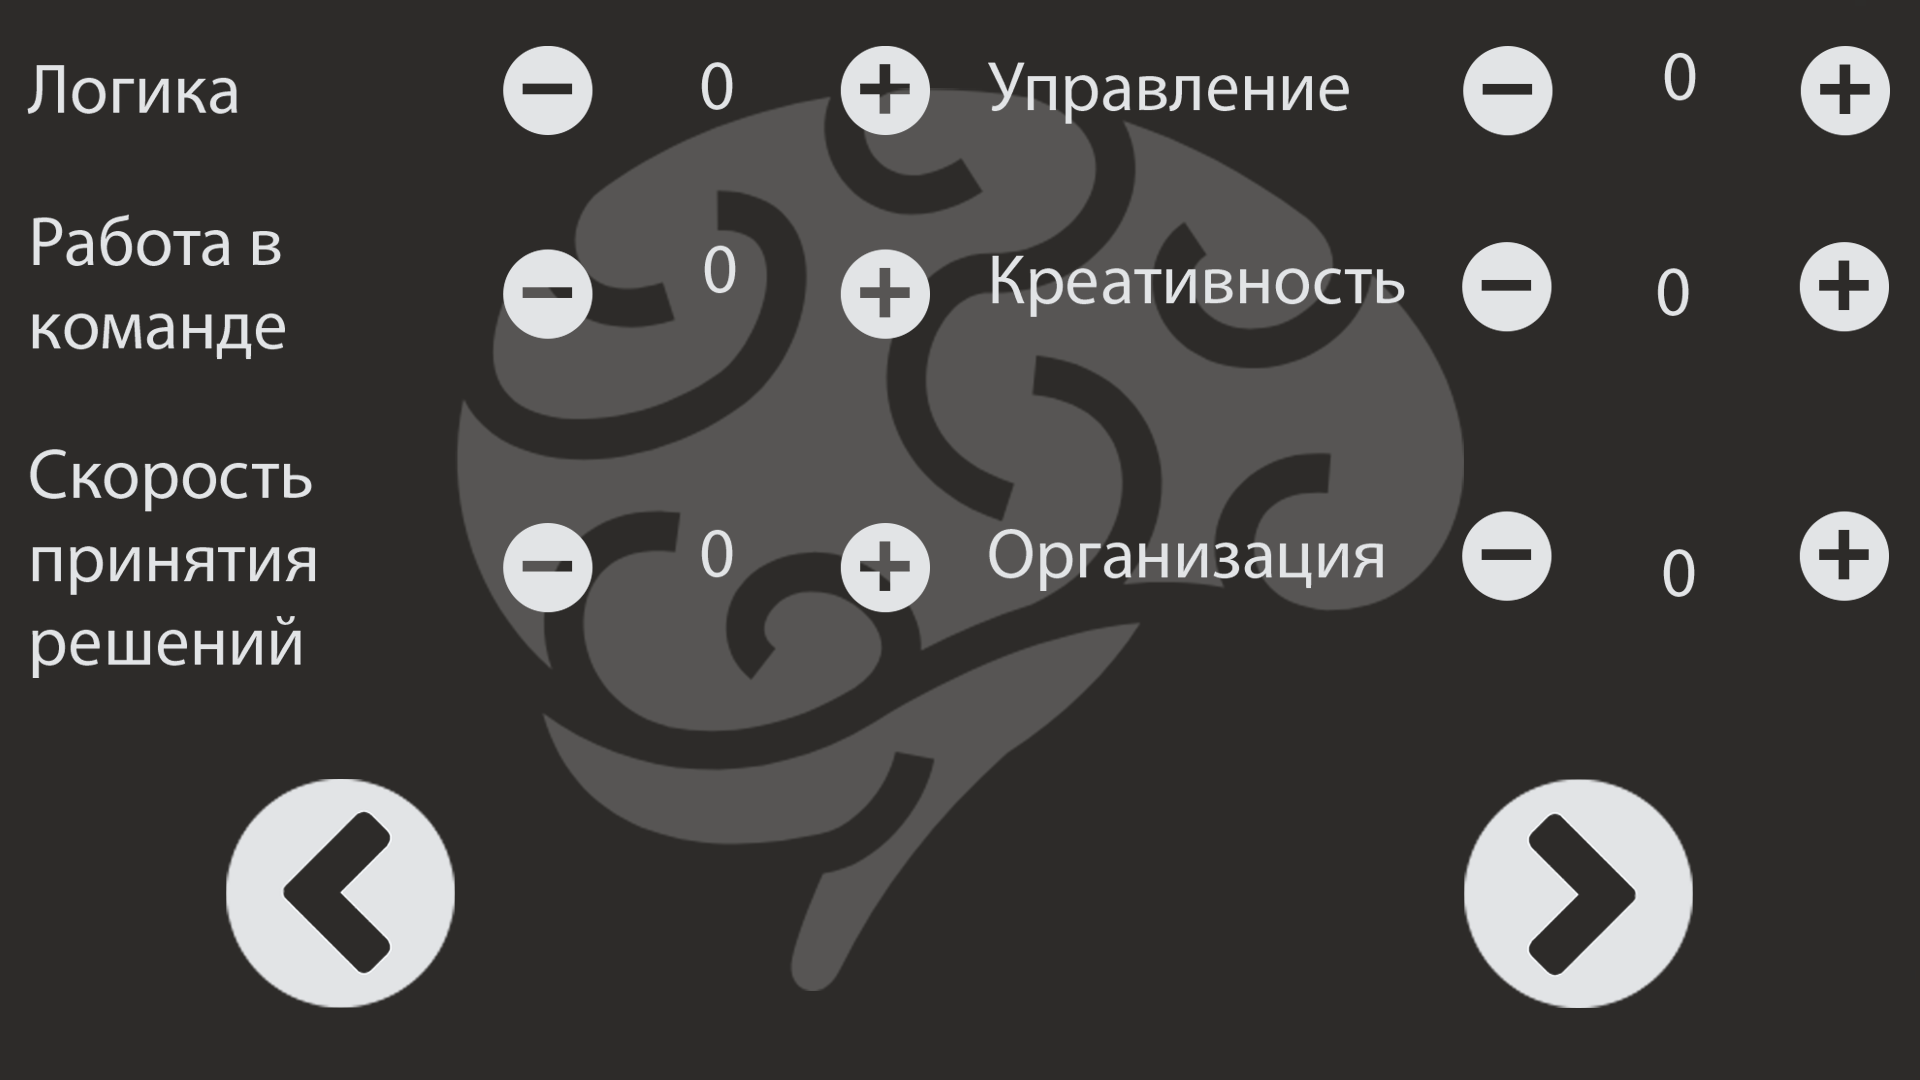 Логика 0 Управление 0
Работа в
команде 0 Креативность 0
Скорость
принятия 0 Организация 0
решений